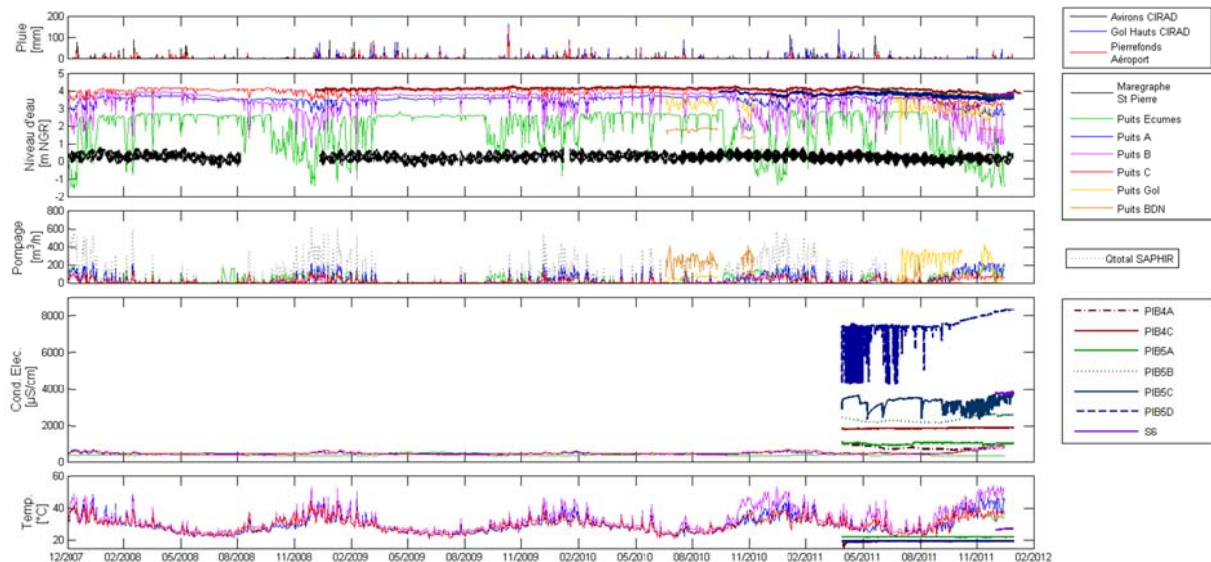 Pluie
[mm]
200
100
0
Avirons CIRAD
Gol Hauts CIRAD
Pierrefonds
Aéroport
Niveau d'eau
[m NGR]
5
4
3
2
1
0
-1
-2
Maregraphe
St Pierre
Puits Ecumes
Puits A
Puits B
Puits C
Puits Gol
Puits BDN
Pompage
[m³/h]
800
600
400
200
0
Qtotal SAPHIR
Cond. Elec.
[µS/cm]
8000
6000
4000
2000
0
PIB4A
PIB4C
PIB5A
PIB5B
PIB5C
PIB5D
S6
Temp.
[°C]
60
40
20
12/2007
02/2008
05/2008
08/2008
11/2008
02/2009
05/2009
08/2009
11/2009
02/2010
05/2010
08/2010
11/2010
02/2011
05/2011
08/2011
11/2011
02/2012